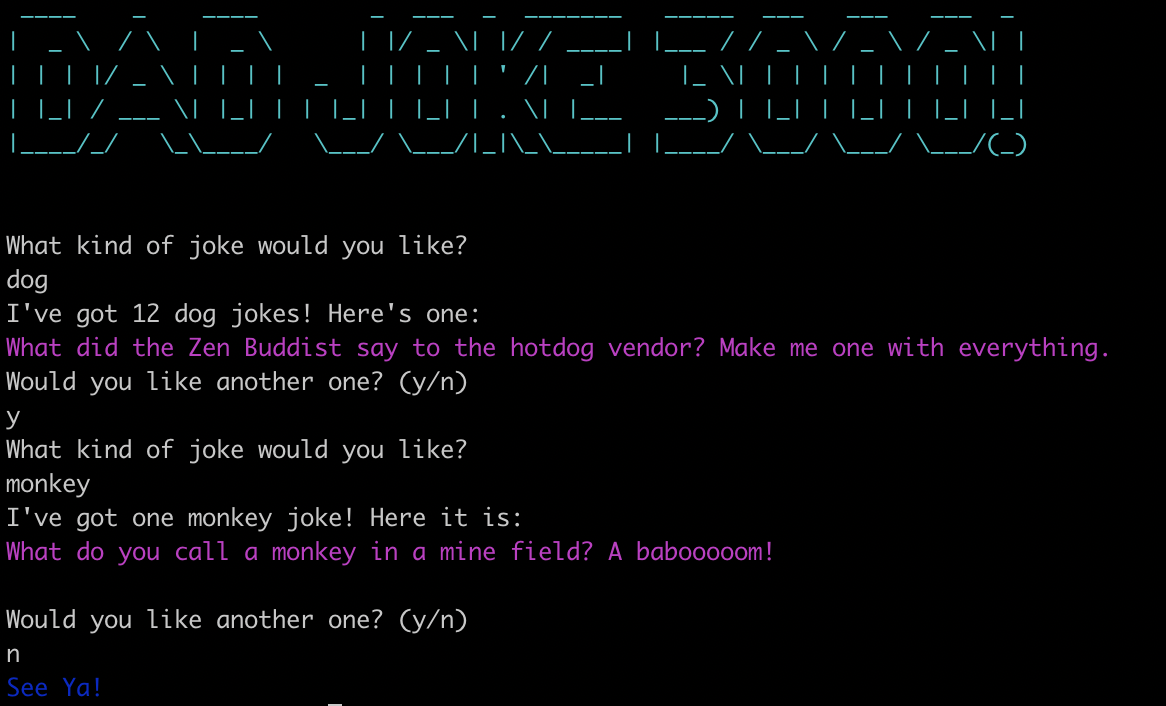 DAD JOKE 3000!
What kind of joke would you like?
dog
I've got 12 dog jokes! Here's one:
What did the Zen Buddist say to the hotdog vendor? Make me one with everything.
Would you like another one? (y/n)
y
What kind of joke would you like?
monkey
I've got one monkey joke! Here it is:
What do you call a monkey in a mine field? A babooooom!
Would you like another one? (y/n)
n
See Ya!